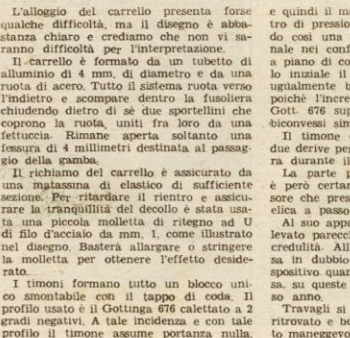 L'alloggio del carrello presenta forse
qualche difficoltà, ma il disegno è abba-
stanza chiaro e crediamo che non vi sa-
ranno difficoltà per l'interpretazione.
Il carrello è formato da un tubetto di
alluminio di 4 mm. di diametro e da una
ruota di acero. Tutto il sistema ruota verso
l'indietro e scompare dentro la fusoliera
chiudendo dietro di sè due sportellini che
coprono la ruota, uniti fra loro da una
fettuccia. Rimane aperta soltanto una
fessura di 4 millimetri destinata al passag-
gio della gamba.
Il richiamo del carrello è assicurato da
una matassina di elastico di sufficiente
sezione. Per ritardare il rientro e assicu-
rare la tranquillità del decollo è stata usa-
ta una piccola molletta di ritegno ad U
di filo d'acciaio da mm. 1, come illustrato
nel disegno. Basterà allargare o stringere
la molletta per ottenere l'effetto deside-
rato.
I timoni formano tutto un blocco uni-
co smontabile con il tappo di coda. Il
profilo usato è il Gottinga 676 calettato a 2
gradi negativi. A tale incidenza e con tale
profilo il timone assume portanza nulla,
e quindi il m
tro di pression
do così una
nale nei conf
a piano di co
lo iniziale il
ugualmente b
poichè l'incre
Gott. 676 sup
biconvessi sim
Il timone
due derive pe
ra durante il
La parte p
è però certam
sore che pres
elica a passo
Al suo appa
levato parecch
credulità. All
sa in dubbio
spositivo quan
sa, su queste
so anno.
Travagli si
ritrovato e be
to maneggevo